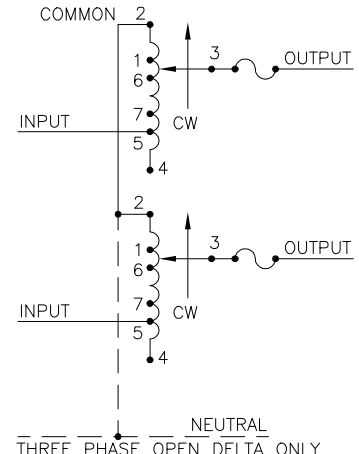 COMMON 2
1
6
3
OUTPUT
7
CW
INPUT
5
4
2
1
6
3
OUTPUT
7
CW
INPUT
5
4
NEUTRAL
THREE PHASE OPEN DELTA ONLY